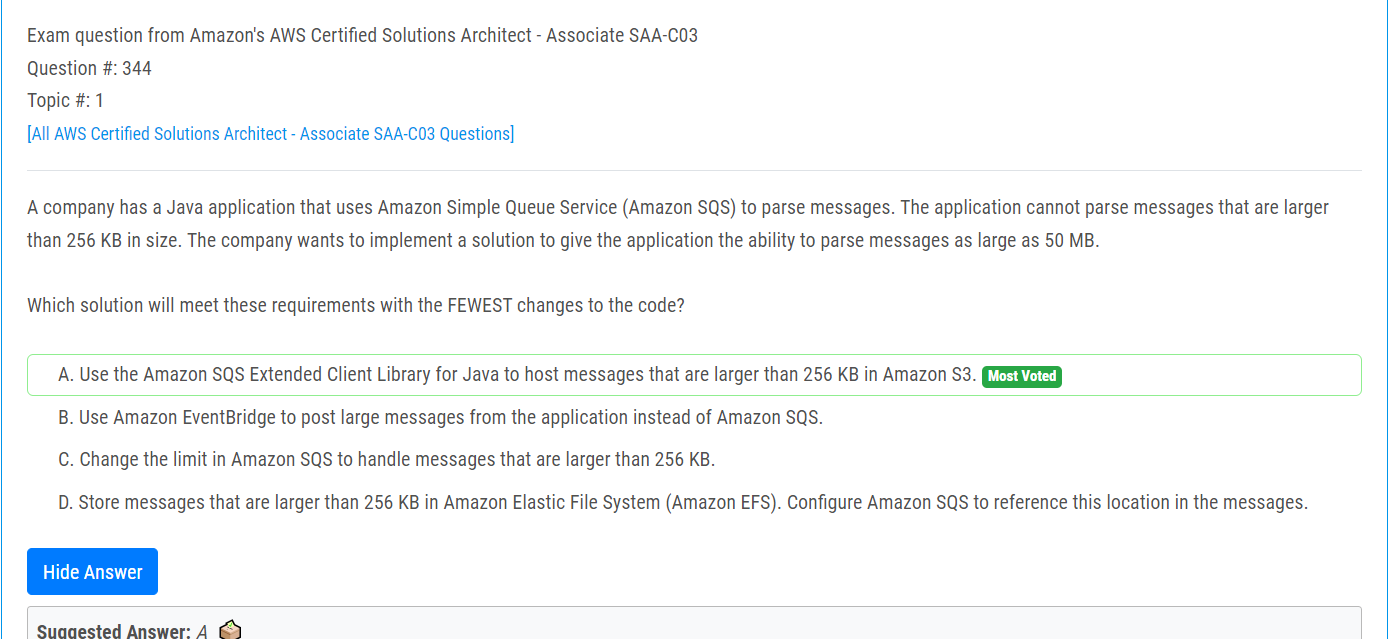 Exam question from Amazon's AWS Certified Solutions Architect - Associate SAA-C03
Question #: 344
Topic #: 1
[All AWS Certified Solutions Architect - Associate SAA-C03 Questions]
A company has a Java application that uses Amazon Simple Queue Service (Amazon SQS) to parse messages. The application cannot parse messages that are larger
than 256 KB in size. The company wants to implement a solution to give the application the ability to parse messages as large as 50 MB.
Which solution will meet these requirements with the FEWEST changes to the code?
A. Use the Amazon SQS Extended Client Library for Java to host messages that are larger than 256 KB in Amazon S3. Most Voted
B. Use Amazon EventBridge to post large messages from the application instead of Amazon SQS.
C. Change the limit in Amazon SQS to handle messages that are larger than 256 KB.
D. Store messages that are larger than 256 KB in Amazon Elastic File System (Amazon EFS). Configure Amazon SQS to reference this location in the messages.
Hide Answer
Suggested Answer: A